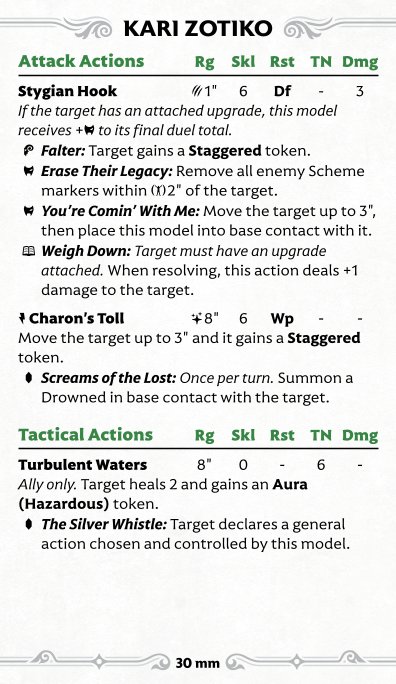 KARI ZOTIKO
Attack Actions Rg Skl Rst TN Dmg
Stygian Hook 1" 6 Df - 3
If the target has an attached upgrade, this model
receives + to its final duel total.
Falter: Target gains a Staggered token.
Erase Their Legacy: Remove all enemy Scheme
markers within 2" of the target.
You're Comin' With Me: Move the target up to 3",
then place this model into base contact with it.
Weigh Down: Target must have an upgrade
attached. When resolving, this action deals +1
damage to the target.
Charon's Toll 8" 6 Wp - -
Move the target up to 3" and it gains a Staggered
token.
Screams of the Lost: Once per turn. Summon a
Drowned in base contact with the target.
Tactical Actions Rg Skl Rst TN Dmg
Turbulent Waters 8" 0 - 6 -
Ally only. Target heals 2 and gains an Aura
(Hazardous) token.
The Silver Whistle: Target declares a general
action chosen and controlled by this model.
30 mm